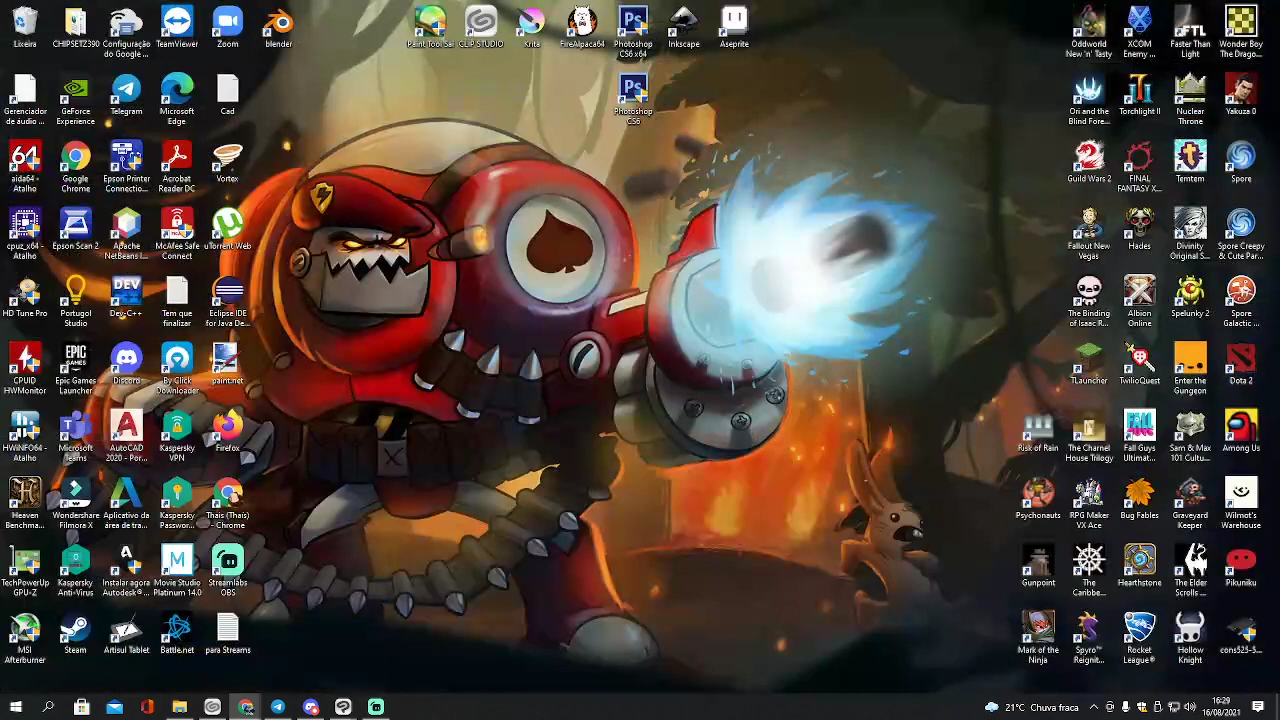 Lixeira
CHIPSETZ390
Configuração
do Google ...
TeamViewer
Zoom
blender
Paint Tool Sai
CLIP STUDIO
Krita
FireAlpaca64
Photoshop
CS6 x64
Inkscape
Aseprite
Oddworld
New 'n' Tasty
XCOM
Enemy ...
Faster Than
Light
Wonder Boy
The Drago...
Geraciador
de audio ...
GeForce
Experience
Telegram
Microsoft
Edge
Cad
Photoshop
CS6
Ori and the
Blind Fore...
Torchlight II
Nuclear
Throne
Yakuza 0
64
Atalho
Google
Chrome
Epson Printer
Connectio...
Acrobat
Reader DC
Vortex
Guild Wars 2
FINAL
FANTASY X...
Temtem
Spore
cpuz_x64 -
Atalho
Epson Scan 2
Apache
NetBeans I...
McAfee Safe
Connect
uTorrent Web
Fallout New
Vegas
Hades
Divinity
Original S...
Spore Creepy
& Cute Par...
HD Tune Pro
Portugol
Studio
DEV
Dev-C++
Tem que
finalizar
Eclipse IDE
for Java De...
The Binding
of Isaac R...
Albion
Online
Spelunky 2
Spore
Galactic ...
CPUID
HWMonitor
EPIC
GAMES
Epic Games
Launcher
Discord
By Click
Downloader
paint.net
TLauncher
TwilioQuest
Enter the
Gungeon
Dota 2
HWiNFO64 -
Atalho
Microsoft
Teams
AutoCAD
2020 - Por...
Kaspersky
VPN
Firefox
Risk of Rain
The Channel
House Trilogy
Fall Guys
Ultimat...
Sam & Max
101 Cultu...
Among Us
Heaven
Benchma...
Wondershare
Filmora X
Aplicativo da
área de tra...
Kaspersky
Passwo...
Thais (Thai)
- Chrome
Psychonauts
RPG Maker
VX Ace
Bug Fables
Graveyard
Keeper
Wilmot's
Warehouse
TechPowerUp
GPU-Z
Kaspersky
Anti-Virus
Instalar agora
Autodesk® ...
Movie Studio
Platinum 14.0
Streamlabs
OBS
Gunpoint
The
Caribbe...
Hearthstone
The Elder
Scrolls ...
Pikuniku
MSI
Afterburner
Steam
Artisul Tablet
Battle.net
para Streams
Mark of the
Ninja
Spyro™
Reignit...
Rocket
League®
Hollow
Knight
cons525-5...
21°C Chuva fraca
16:29
16/08/2021